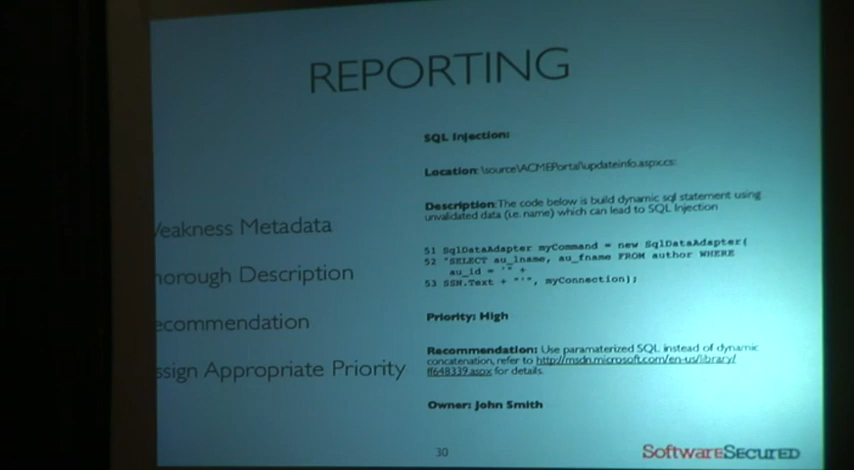 REPORTING
eakness Metadata
horough Description
ecommendation
ssign Appropriate Priority
SQL Injection:
Location: \source\ACMEPortal\updateinfo.aspx.cs:
Description: The code below is build dynamic sql statement using
unvalidated data (i.e. name) which can lead to SQL Injection
51 SqlDataAdapter myCommand = new SqlDataAdapter(
52 "SELECT au_lname, au_fname FROM author WHERE
au_id = '" +
53 SSN.Text + "'", myConnection);
Priority: High
Recommendation: Use paramaterized SQL instead of dynamic
concatenation, refer to http://msdn.microsoft.com/en-us/library/
ff648339.aspx for details.
Owner: John Smith
30
SoftwareSecured